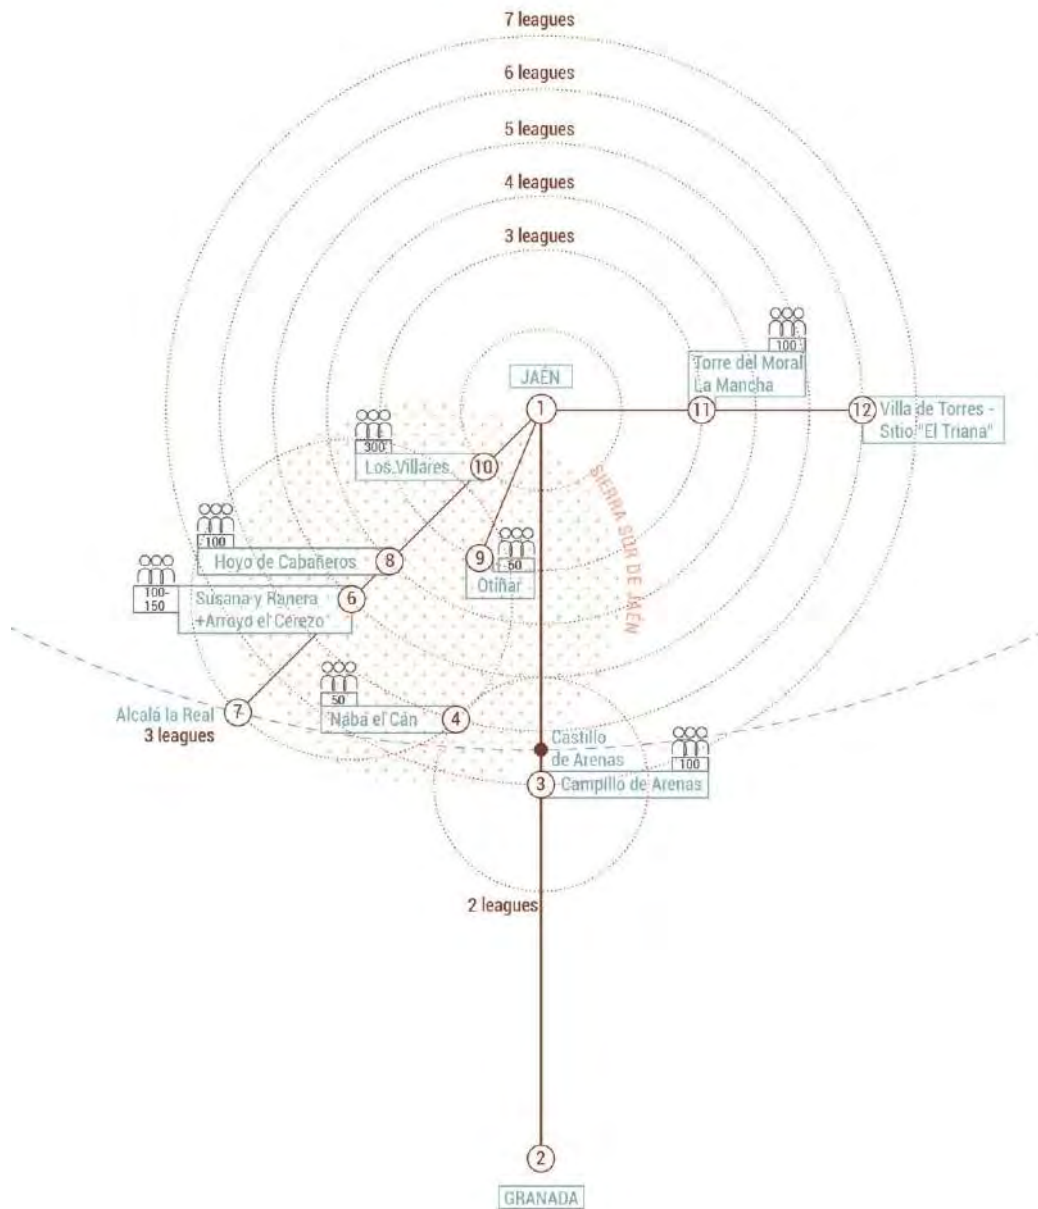 7 leagues
6 leagues
5 leagues
4 leagues
3 leagues
JAÉN
1
100
Torre del Moral
La Mancha
11
12
Villa de Torres -
Sitio "El Triana"
300
Los Villares
10
SIERRA SUR DE JAÉN
100
Hoyo de Cabañeros
8
9
Otiñar
100-
150
Susana y Ranera
+Arroyo el Cerezo
6
50
Naba el Cán
4
Alcalá la Real
3 leagues
7
Castillo
de Arenas
100
3
Campillo de Arenas
2 leagues
2
GRANADA